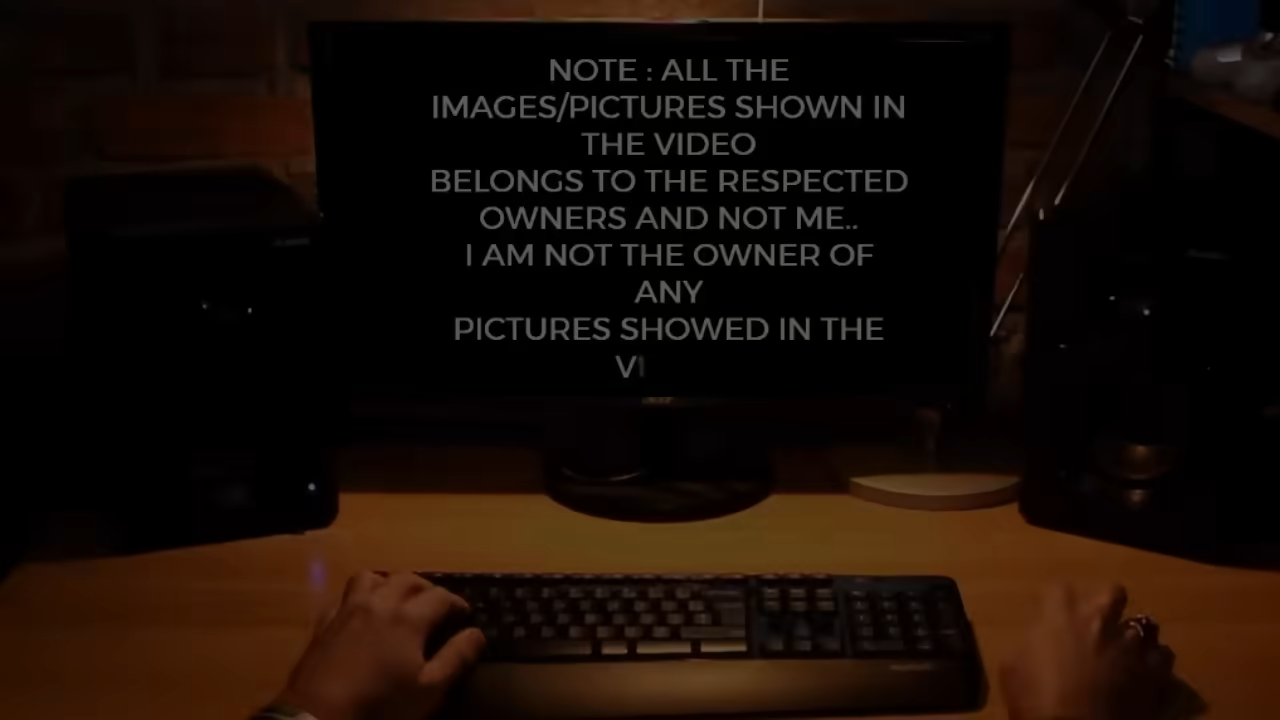 NOTE : ALL THE
IMAGES/PICTURES SHOWN IN
THE VIDEO
BELONGS TO THE RESPECTED
OWNERS AND NOT ME..
I AM NOT THE OWNER OF
ANY
PICTURES SHOWED IN THE
VI